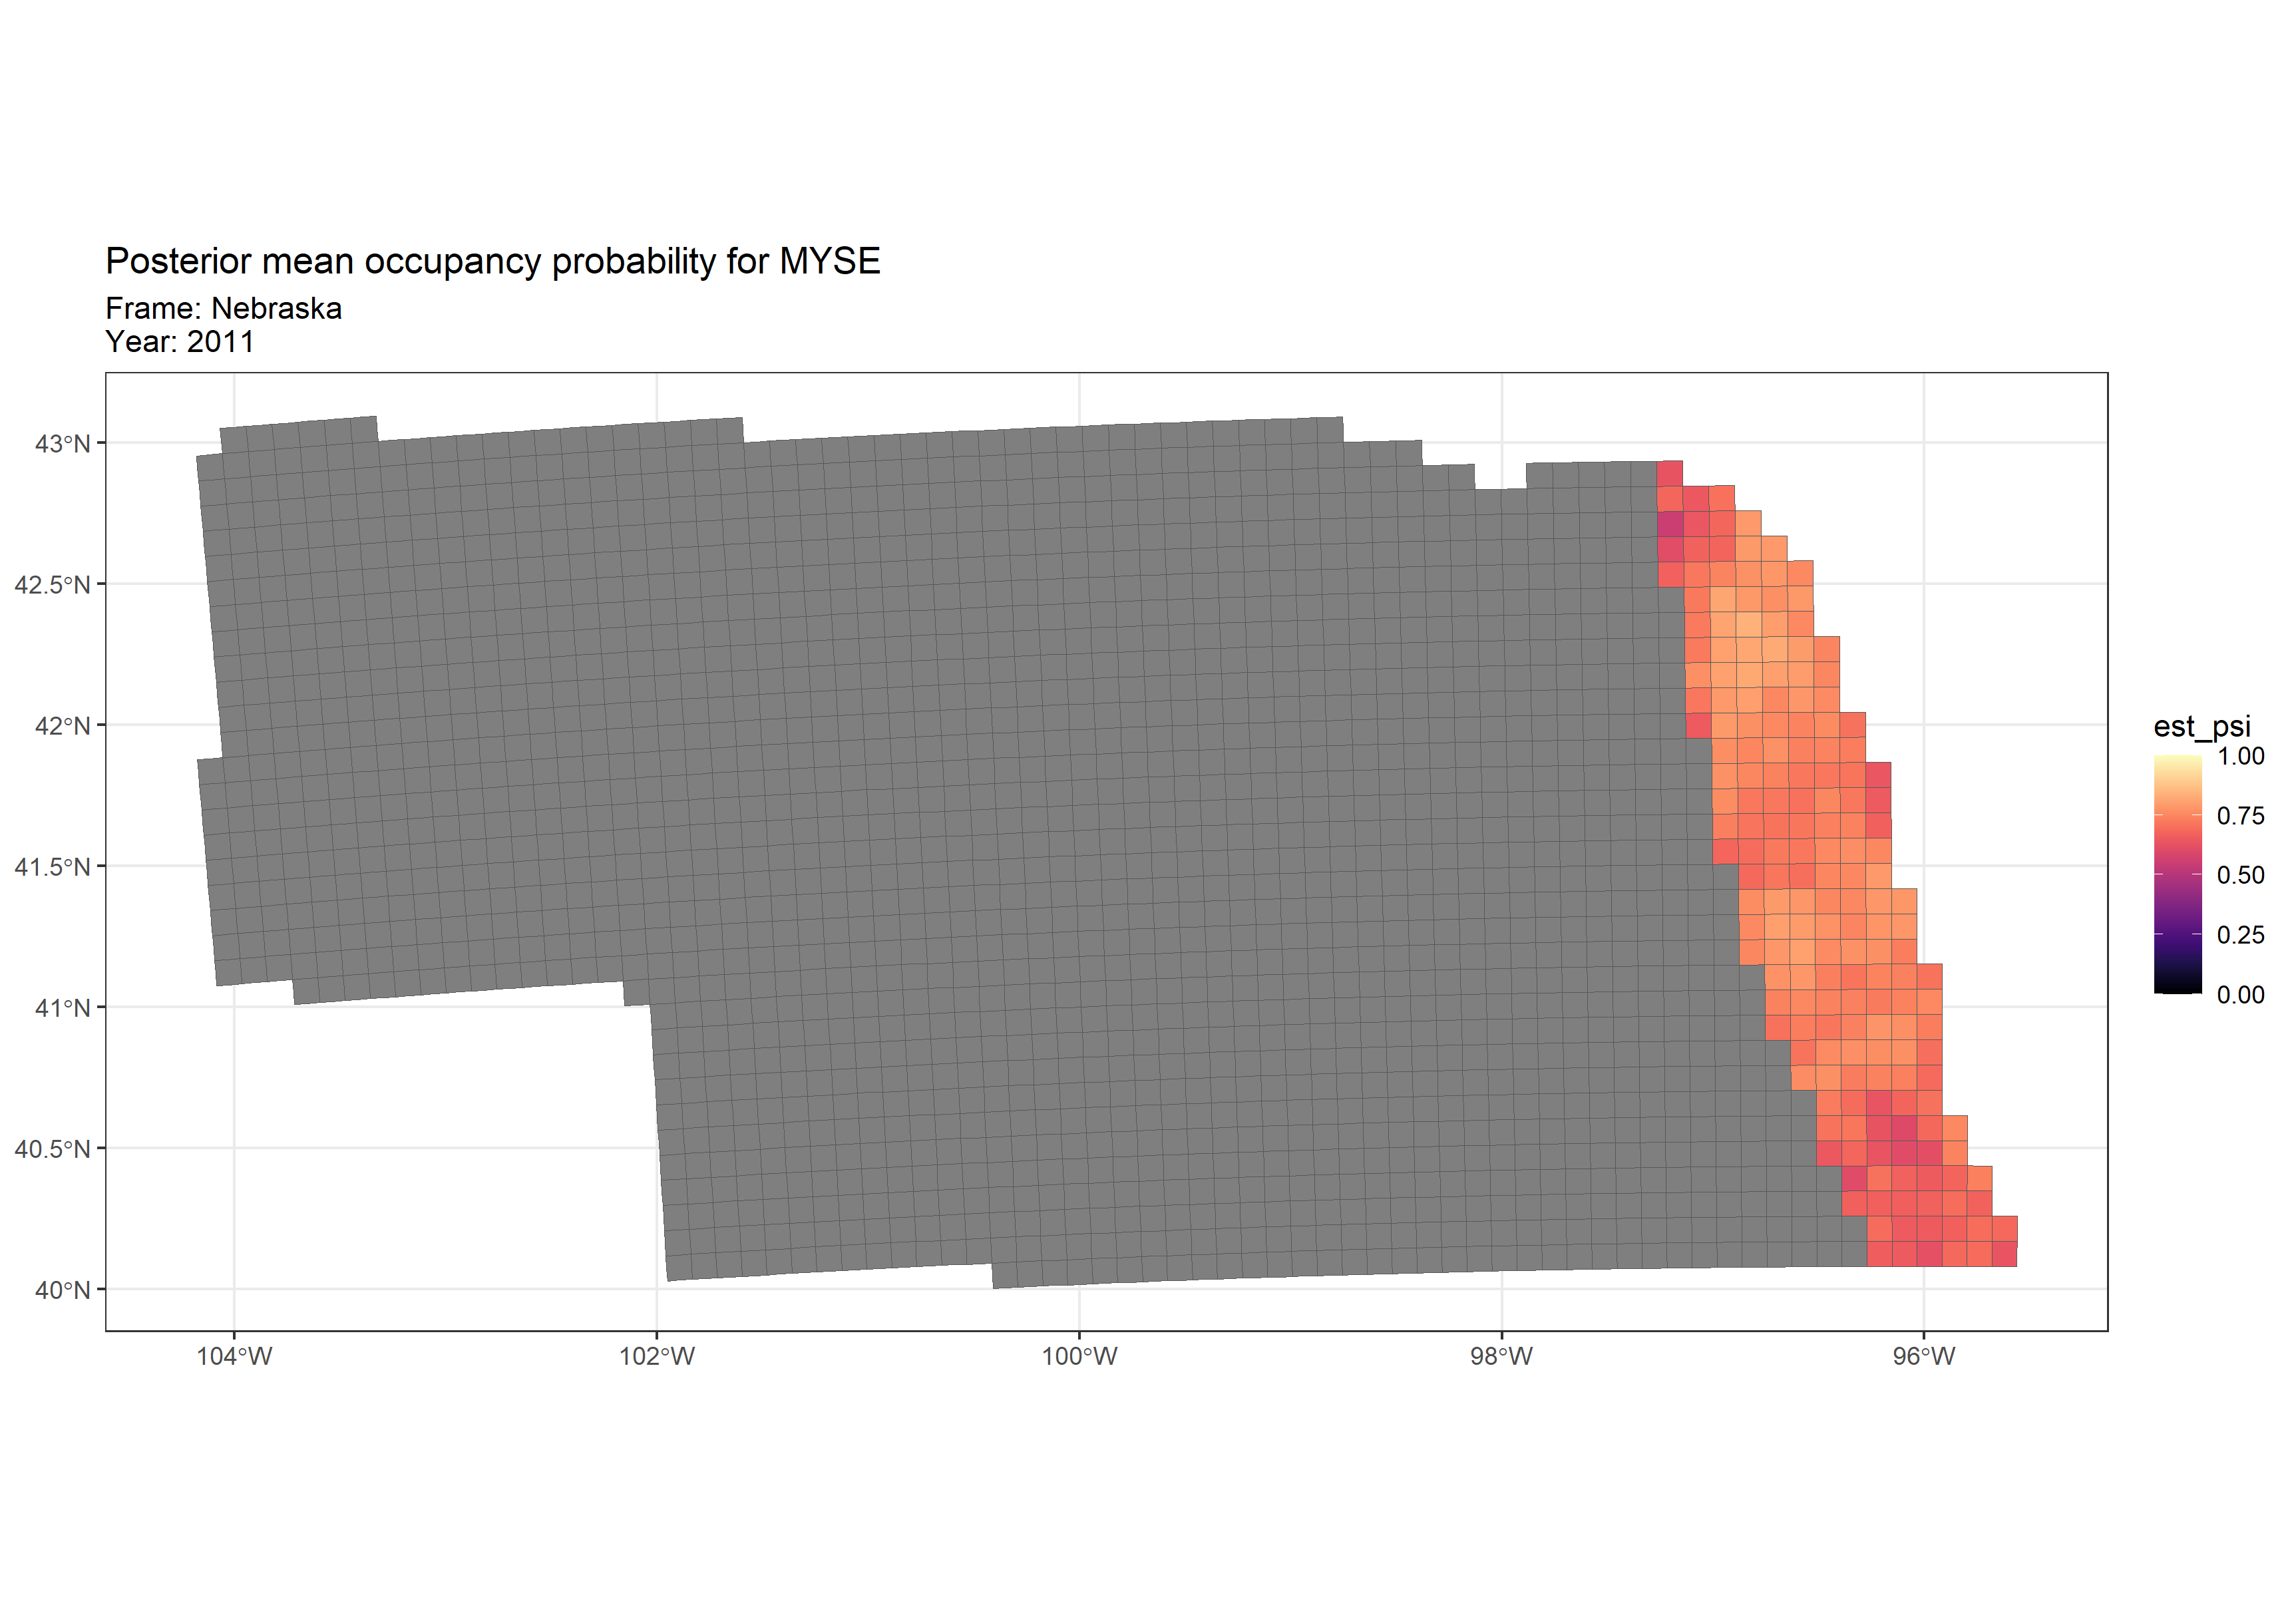 Posterior mean occupancy probability for MYSE
Frame: Nebraska
Year: 2011
43°N
42.5°N
42°N
41.5°N
41°N
40.5°N
40°N
104°W
102°W
100°W
98°W
96°W
est_psi
1.00
0.75
0.50
0.25
0.00